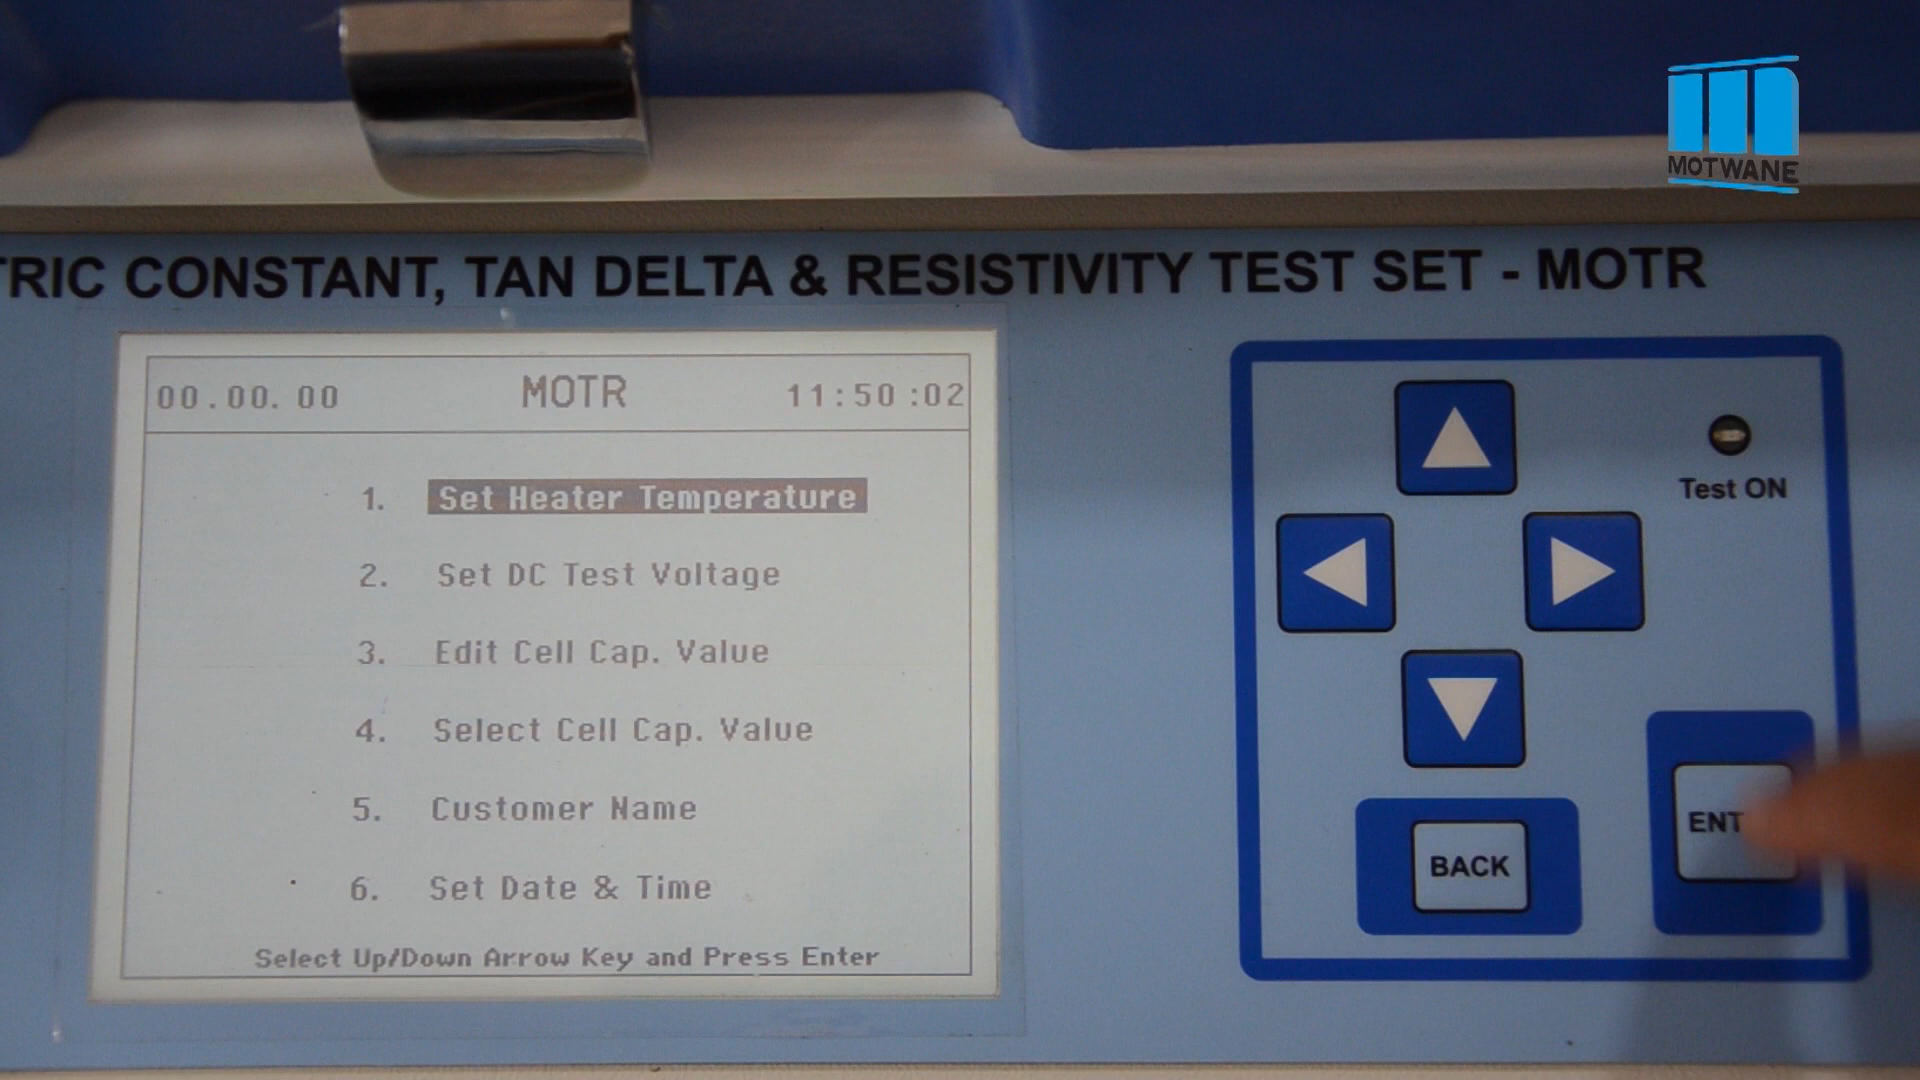 MOTWANE
TRIC CONSTANT, TAN DELTA & RESISTIVITY TEST SET - MOTR
00.00.00 MOTR 11:50:02
1. Set Heater Temperature
2. Set DC Test Voltage
3. Edit Cell Cap. Value
4. Select Cell Cap. Value
5. Customer Name
6. Set Date & Time
Select Up/Down Arrow Key and Press Enter
Test ON
BACK
ENT